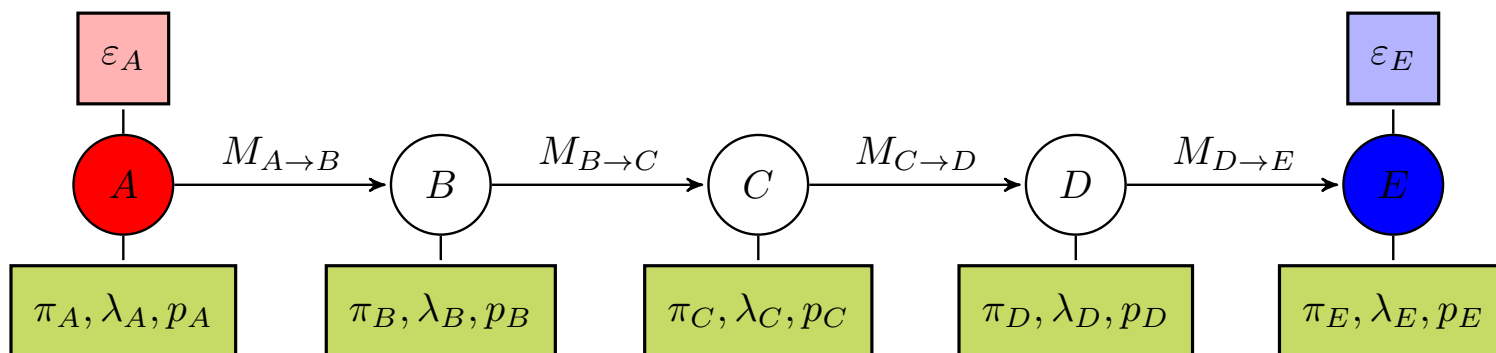 ε_A ε_E
M_{A→B} M_{B→C} M_{C→D} M_{D→E}
A B C D E
π_A, λ_A, p_A π_B, λ_B, p_B π_C, λ_C, p_C π_D, λ_D, p_D π_E, λ_E, p_E